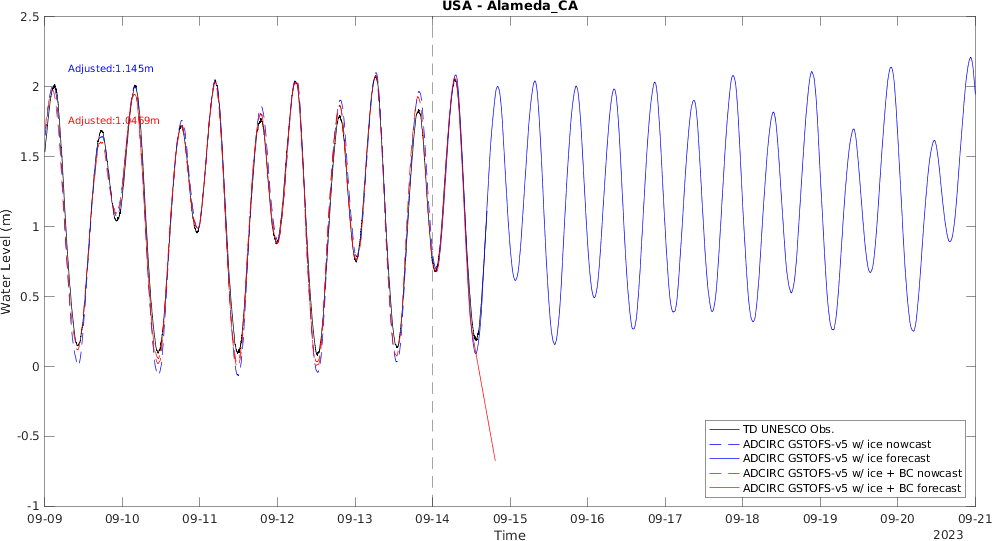 USA - Alameda_CA
2.5
2
1.5
1
0.5
0
-0.5
-1
Water Level (m)
Adjusted:1.145m
Adjusted:1.0469m
TD UNESCO Obs.
ADCIRC GSTOFS-v5 w/ ice nowcast
ADCIRC GSTOFS-v5 w/ ice forecast
ADCIRC GSTOFS-v5 w/ ice + BC nowcast
ADCIRC GSTOFS-v5 w/ ice + BC forecast
09-09 09-10 09-11 09-12 09-13 09-14 09-15 09-16 09-17 09-18 09-19 09-20 09-21
Time
2023